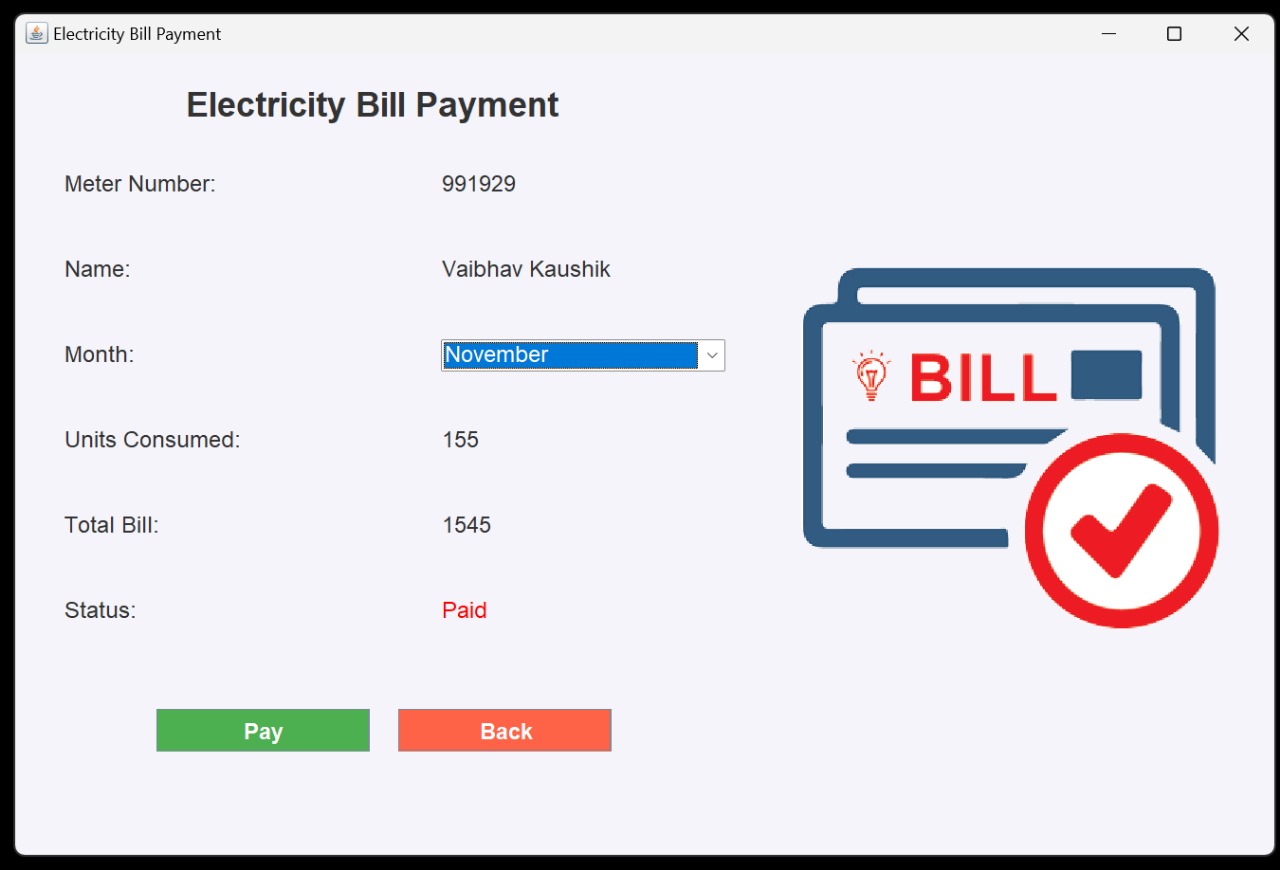 Electricity Bill Payment
Electricity Bill Payment
Meter Number: 991929
Name: Vaibhav Kaushik
Month: November
BILL
Units Consumed: 155
Total Bill: 1545
Status: Paid
Pay Back